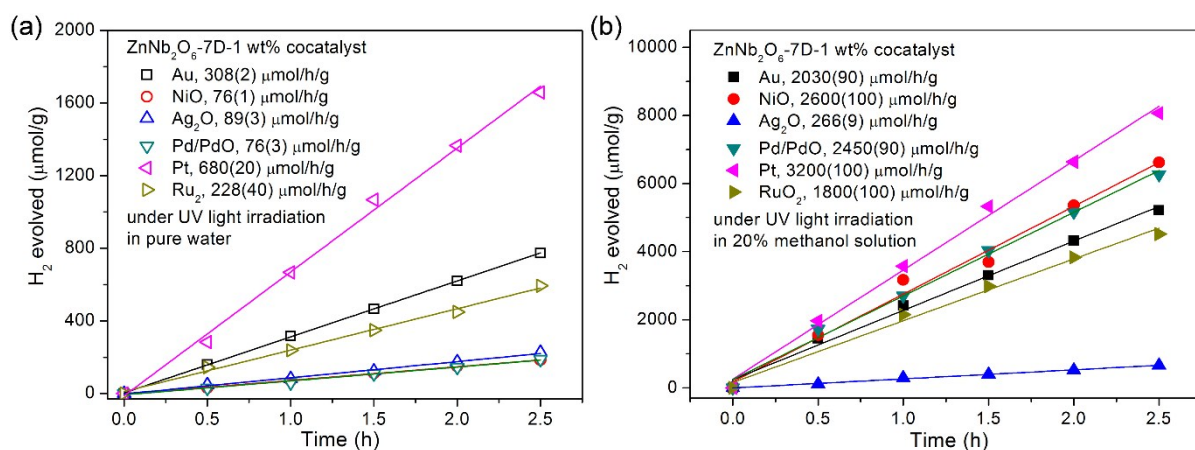 (a)
2000
1600
1200
800
400
0
H₂ evolved (μmol/g)
ZnNb₂O₆-7D-1 wt% cocatalyst
Au, 308(2) μmol/h/g
NiO, 76(1) μmol/h/g
Ag₂O, 89(3) μmol/h/g
Pd/PdO, 76(3) μmol/h/g
Pt, 680(20) μmol/h/g
Ru₂, 228(40) μmol/h/g
under UV light irradiation
in pure water
0.0 0.5 1.0 1.5 2.0 2.5
Time (h)
(b)
10000
8000
6000
4000
2000
0
H₂ evolved (μmol/g)
ZnNb₂O₆-7D-1 wt% cocatalyst
Au, 2030(90) μmol/h/g
NiO, 2600(100) μmol/h/g
Ag₂O, 266(9) μmol/h/g
Pd/PdO, 2450(90) μmol/h/g
Pt, 3200(100) μmol/h/g
RuO₂, 1800(100) μmol/h/g
under UV light irradiation
in 20% methanol solution
0.0 0.5 1.0 1.5 2.0 2.5
Time (h)